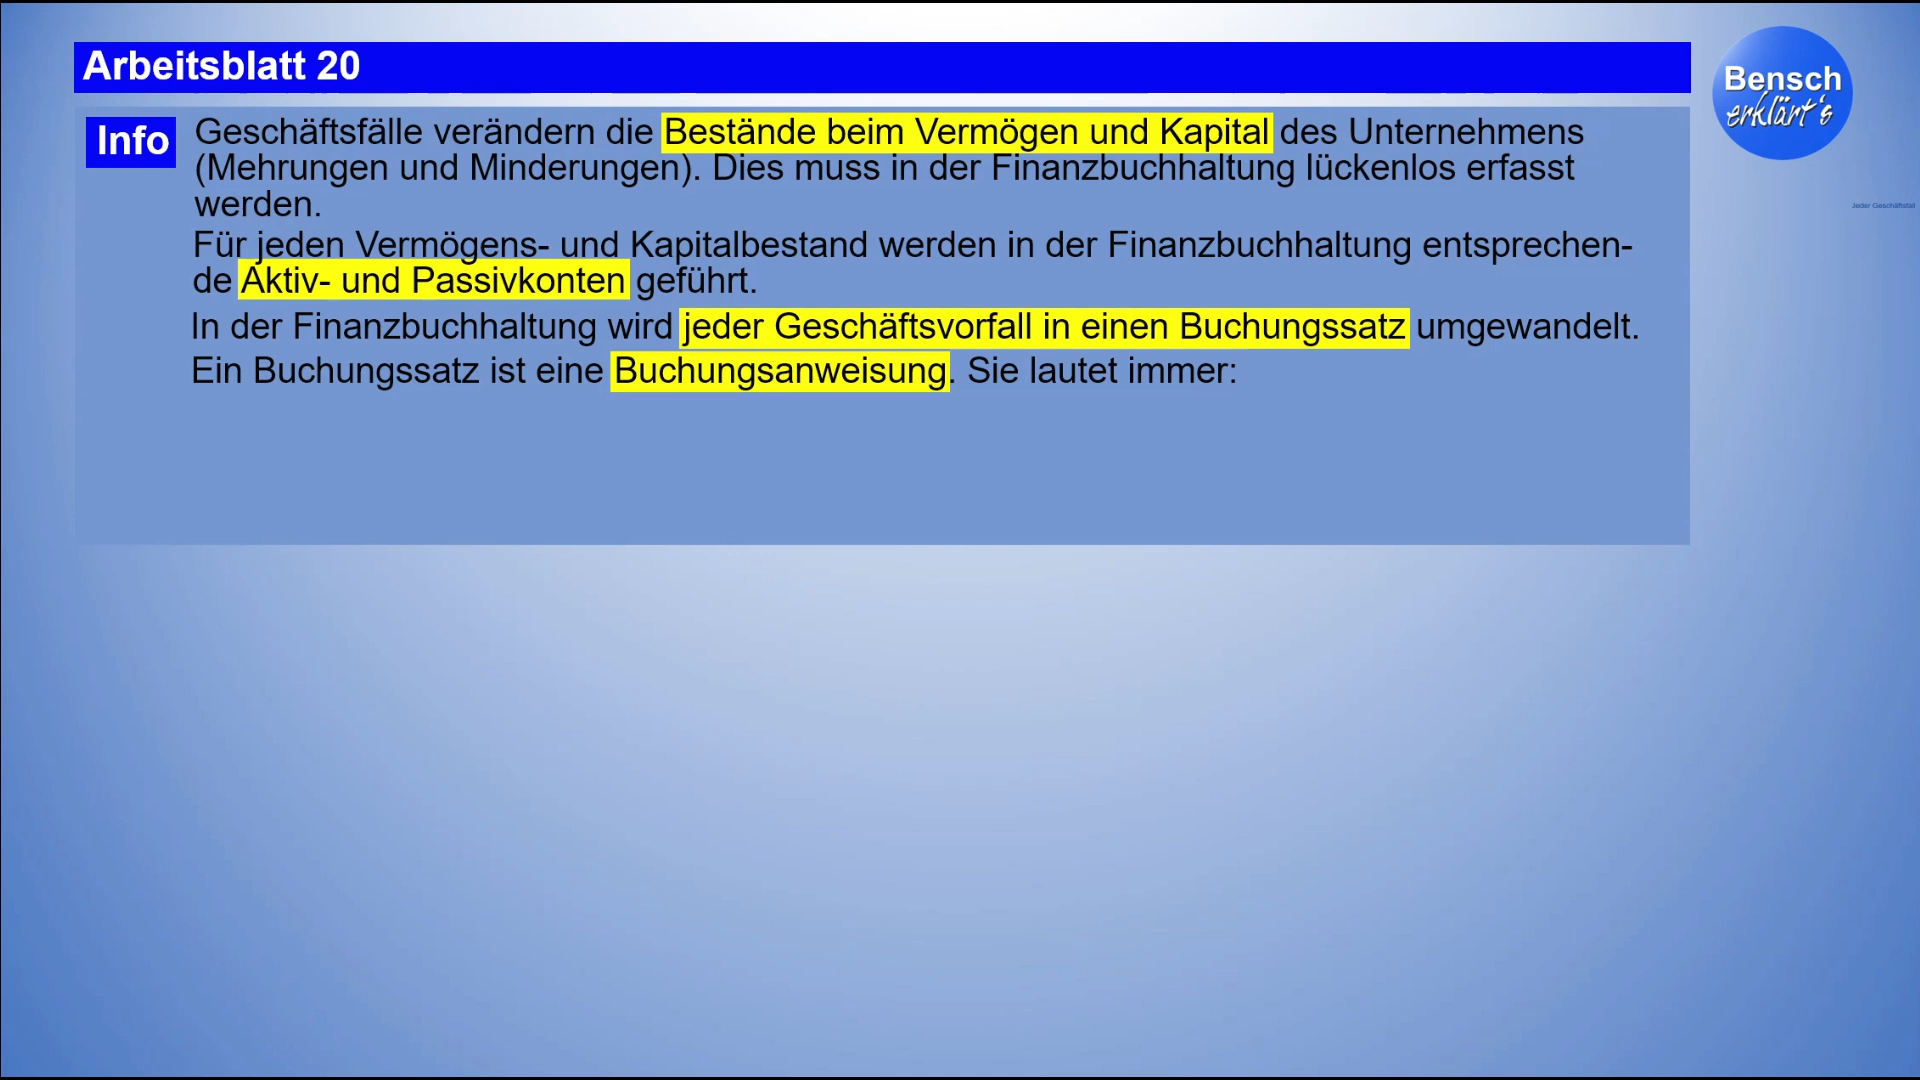 Arbeitsblatt 20
Bensch
erklärt's
Info
Geschäftsfälle verändern die Bestände beim Vermögen und Kapital des Unternehmens
(Mehrungen und Minderungen). Dies muss in der Finanzbuchhaltung lückenlos erfasst
werden.
Jeder Geschäftsfall
Für jeden Vermögens- und Kapitalbestand werden in der Finanzbuchhaltung entsprechen-
de Aktiv- und Passivkonten geführt.
In der Finanzbuchhaltung wird jeder Geschäftsvorfall in einen Buchungssatz umgewandelt.
Ein Buchungssatz ist eine Buchungsanweisung. Sie lautet immer: